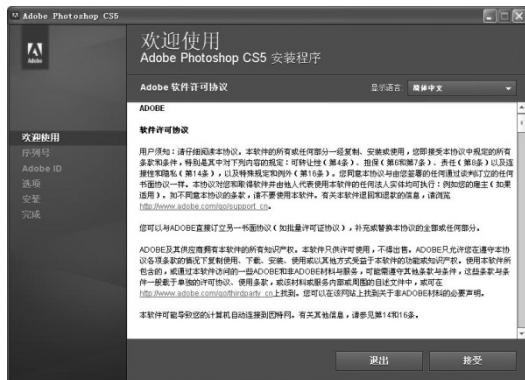 Adobe Photoshop CS5
Adobe
欢迎使用
Adobe Photoshop CS5 安装程序
Adobe 软件许可协议
显示语言:
简体中文
欢迎使用
序列号
Adobe ID
选项
安装
完成
ADOBE
软件许可协议
用户须知：请仔细阅读本协议。本软件的所有或任何部分一经复制、安装或使用，您即接受本协议中规定的所有
条款和条件，特别是其中对下列内容的规定：可转让性（第4条）、担保（第6和第7条）、责任（第8条）以及连
接性和隐私（第14条），以及特殊规定和例外（第16条）。您同意本协议与由您签署的任何通过谈判订立的任何
书面协议一样。本协议对您和取得软件并由他人代表使用本软件的任何法人实体均可执行：例如您的雇主（如果
适用）。如不同意本协议的条款，请不要使用本软件。有关本软件退回和退款的信息，请浏览
http://www.adobe.com/go/support_cn。
您可以与ADOBE直接订立另一书面协议（如批量许可证协议），补充或替换本协议的全部或任何部分。
ADOBE及其供应商拥有本软件的所有知识产权。本软件只供许可使用，不得出售。ADOBE只允许您在遵守本协
议各项条款的情况下复制使用、下载、安装、使用或以其他方式受益于本软件的功能或知识产权。使用本软件所
包含的，或通过本软件访问的一些ADOBE和非ADOBE材料与服务，可能需遵守其他条款与条件，这些条款与条
件一般载于单独的许可协议、使用条款，或该材料或服务内部或周围的自述文件中，或可在
http://www.adobe.com/go/thirdparty_cn上找到。您可以在该网站上找到关于非ADOBE材料的必要声明。
本软件可能导致您的计算机自动连接到因特网。有关其他信息，请参见第14和16条。
退出
接受